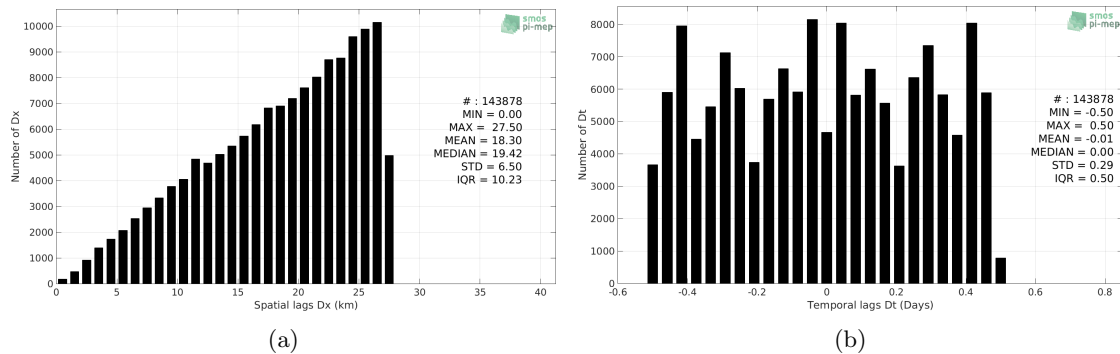 10000
9000
8000
7000
6000
5000
4000
3000
2000
1000
0
Number of Dx
0 5 10 15 20 25 30 35 40
Spatial lags Dx (km)
smos
pi-mep
# : 143878
MIN = 0.00
MAX = 27.50
MEAN = 18.30
MEDIAN = 19.42
STD = 6.50
IQR = 10.23
(a)
8000
7000
6000
5000
4000
3000
2000
1000
0
Number of Dt
-0.6 -0.4 -0.2 0 0.2 0.4 0.6 0.8
Temporal lags Dt (Days)
smos
pi-mep
# : 143878
MIN = -0.50
MAX = 0.50
MEAN = -0.01
MEDIAN = 0.00
STD = 0.29
IQR = 0.50
(b)